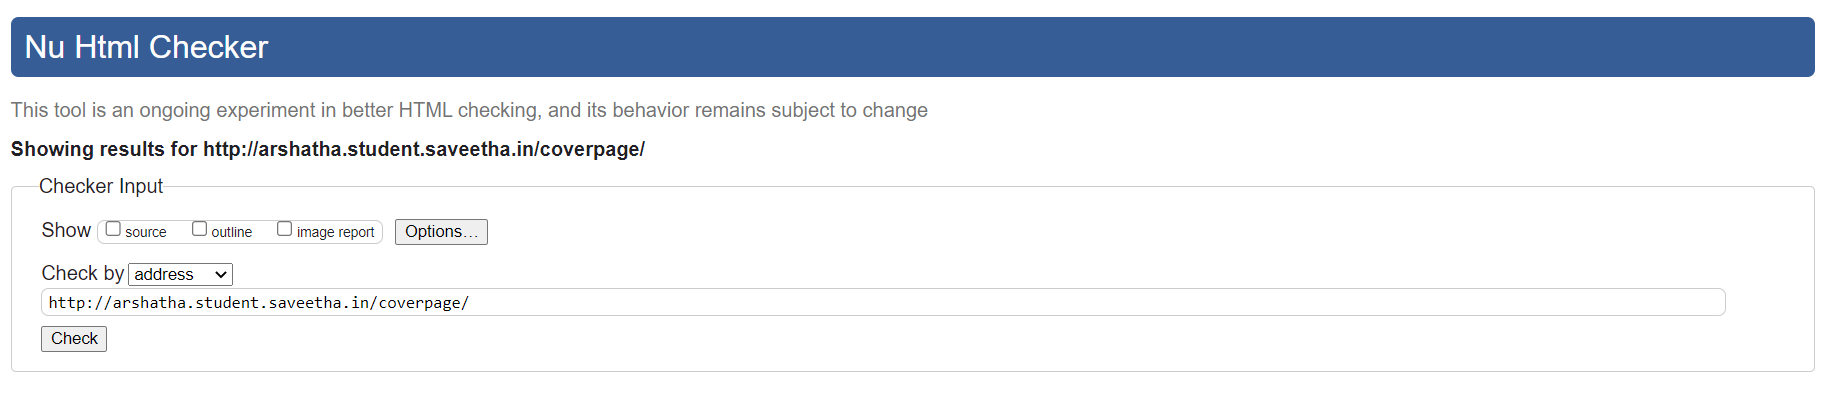 Nu Html Checker
This tool is an ongoing experiment in better HTML checking, and its behavior remains subject to change
Showing results for http://arshatha.student.saveetha.in/coverpage/
Checker Input
Show source outline image report Options...
Check by address
http://arshatha.student.saveetha.in/coverpage/
Check